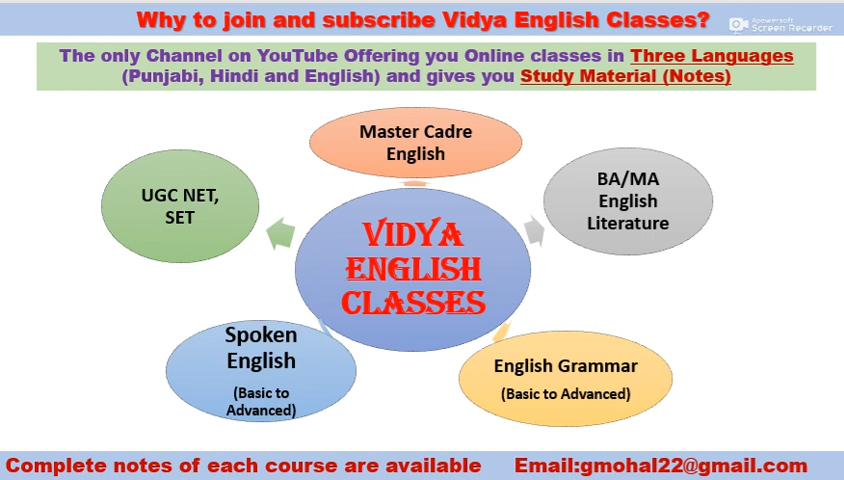 Why to join and subscribe Vidya English Classes?
Apowersoft
Screen Recorder
The only Channel on YouTube Offering you Online classes in Three Languages
(Punjabi, Hindi and English) and gives you Study Material (Notes)
Master Cadre
English
UGC NET,
SET
BA/MA
English
Literature
VIDYA
ENGLISH
CLASSES
Spoken
English
(Basic to
Advanced)
English Grammar
(Basic to Advanced)
Complete notes of each course are available
Email:gmohal22@gmail.com